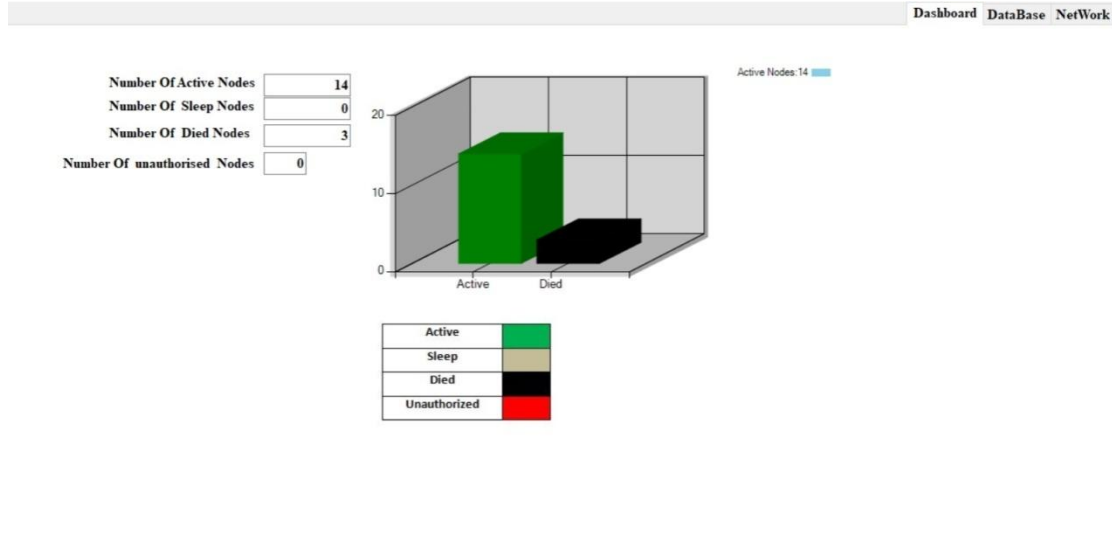 Dashboard DataBase NetWork
Number Of Active Nodes 14
Number Of Sleep Nodes 0
Number Of Died Nodes 3
Number Of unauthorised Nodes 0
Active Nodes:14
20
10
0
Active Died
Active
Sleep
Died
Unauthorized